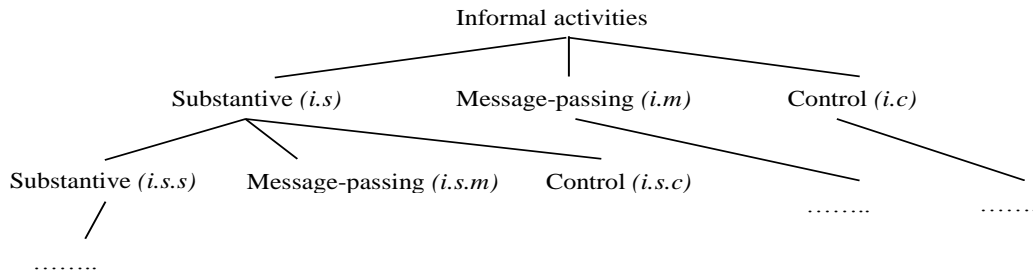 Informal activities
Substantive (i.s) Message-passing (i.m) Control (i.c)
Substantive (i.s.s) Message-passing (i.s.m) Control (i.s.c)
…….. ……..
……..